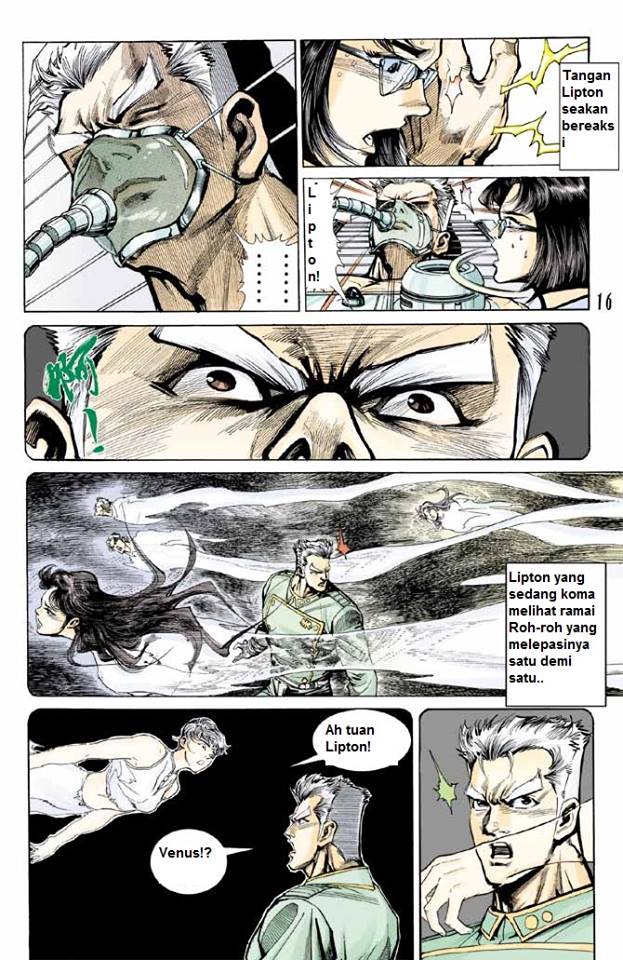 Tangan
Lipton
seakan
bereaks
i
Lipton!
16
Lipton yang
sedang koma
melihat ramai
Roh-roh yang
melepasinya
satu demi
satu..
Ah tuan
Lipton!
Venus!?